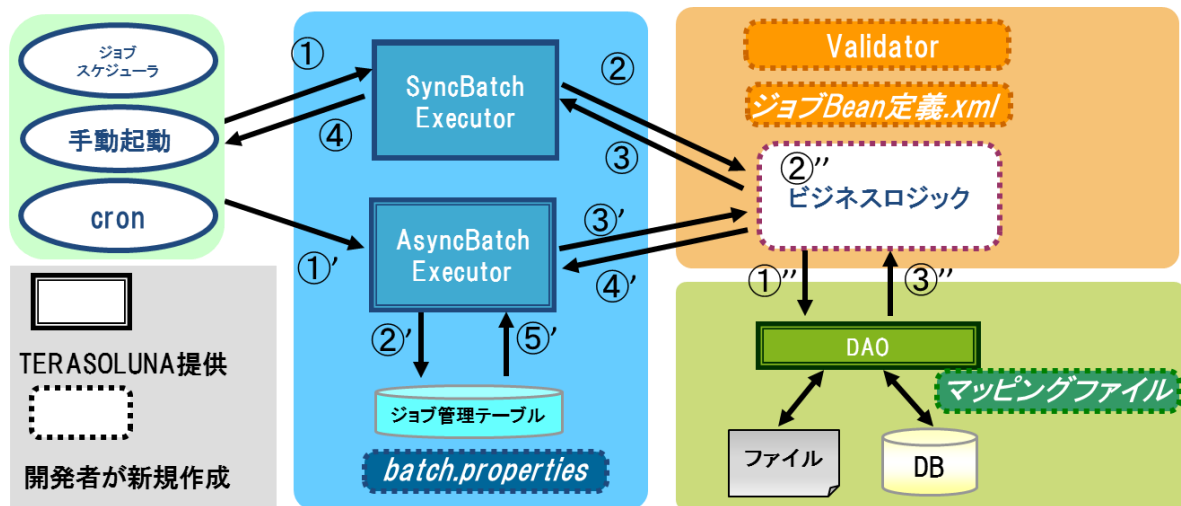 ジョブ
スケジューラ
手動起動
cron
①
④
①'
SyncBatch
Executor
AsyncBatch
Executor
②
③
③'
④'
②'
⑤'
ジョブ管理テーブル
batch.properties
Validator
ジョブBean定義.xml
②''
ビジネスロジック
①''
③''
DAO
マッピングファイル
ファイル
DB
TERASOLUNA提供
開発者が新規作成